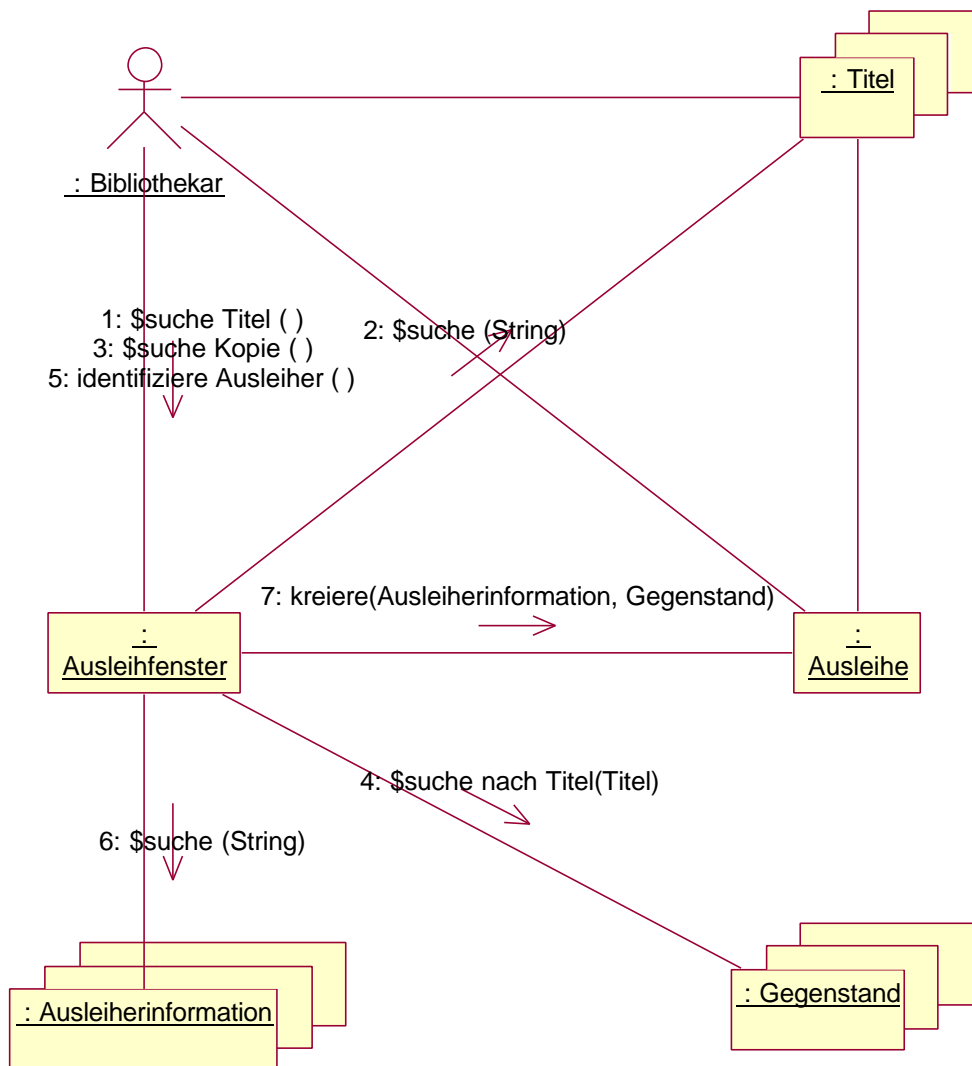 : Titel
: Bibliothekar
1: $suche Titel ( )
3: $suche Kopie ( )
5: identifiziere Ausleiher ( )
2: $suche (String)
7: kreiere(Ausleiherinformation, Gegenstand)
:
Ausleihfenster
:
Ausleihe
4: $suche nach Titel(Titel)
6: $suche (String)
: Ausleiherinformation
: Gegenstand